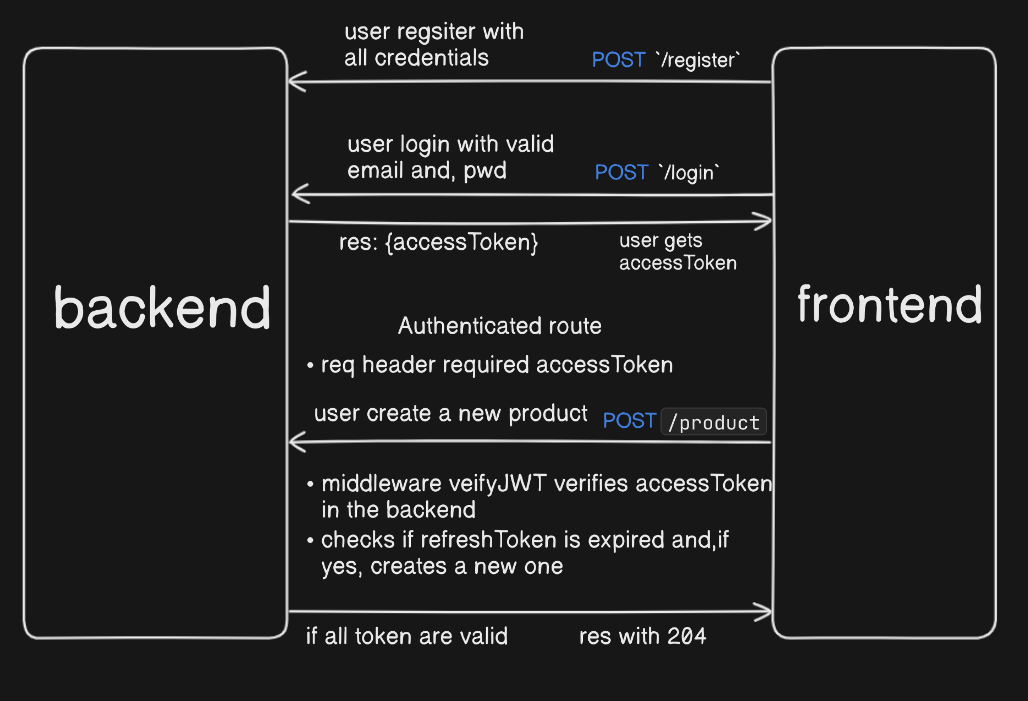 user regsiter with
all credentials
POST `/register`
user login with valid
email and, pwd
POST `/login`
res: {accessToken}
user gets
accessToken
backend
frontend
Authenticated route
• req header required accessToken
user create a new product
POST /product
• middleware veifyJWT verifies accessToken
in the backend
• checks if refreshToken is expired and,if
yes, creates a new one
if all token are valid
res with 204